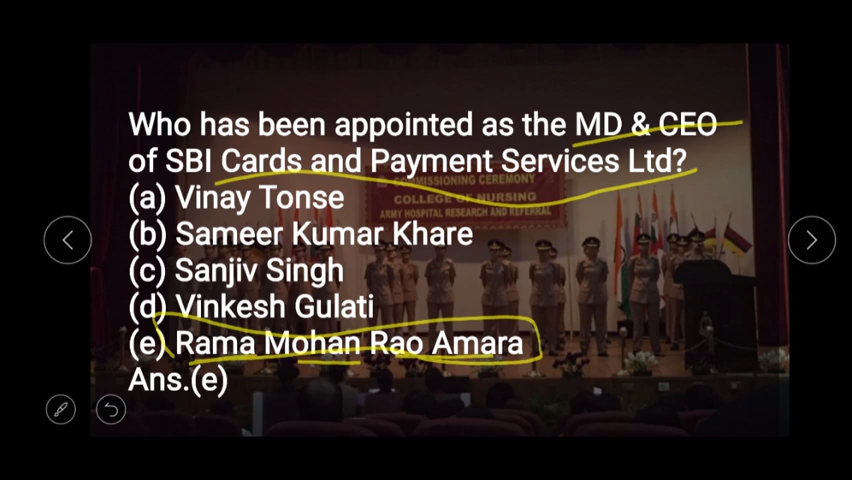 Who has been appointed as the MD & CEO
of SBI Cards and Payment Services Ltd?
(a) Vinay Tonse
(b) Sameer Kumar Khare
(c) Sanjiv Singh
(d) Vinkesh Gulati
(e) Rama Mohan Rao Amara
Ans.(e)
COMMISSIONING CEREMONY
COLLEGE OF NURSING
ARMY HOSPITAL RESEARCH AND REFERRAL